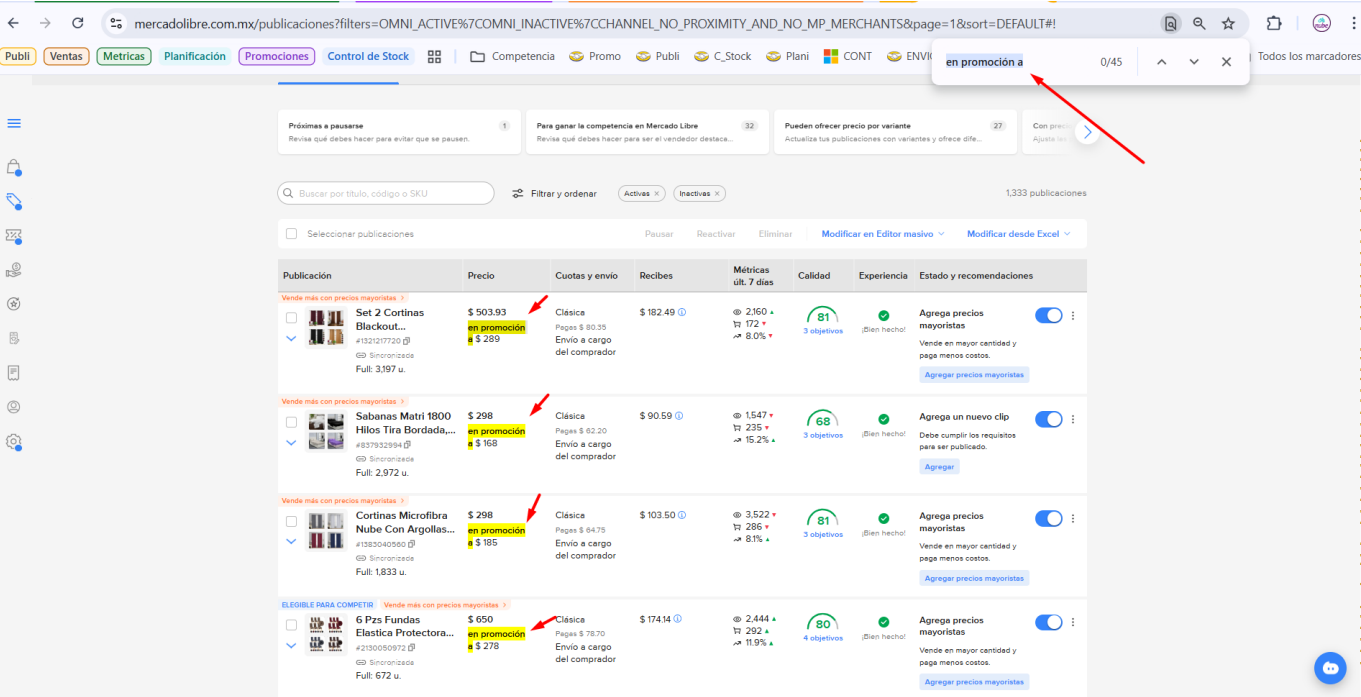 mercadolibre.com.mx/publicaciones?filters=OMNI_ACTIVE%7COMNI_INACTIVE%7CCHANNEL_NO_PROXIMITY_AND_NO_MP_MERCHANTS&page=1&sort=DEFAULT#!
Publi Ventas Metricas Planificación Promociones Control de Stock Competencia Promo Publi C_Stock Plani CONT Todos los marcadores
en promoción a 0/45
Próximas a pausarse 1
Revisa qué debes hacer para evitar que se pausen.
Para ganar la competencia en Mercado Libre 32
Revisa qué debes hacer para ser el vendedor destaca...
Pueden ofrecer precio por variante 27
Actualiza tus publicaciones con variantes y ofrece dife...
Buscar por título, código o SKU
Filtrar y ordenar Activas × Inactivas × 1,333 publicaciones
Seleccionar publicaciones Pausar Reactivar Eliminar Modificar en Editor masivo Modificar desde Excel
Publicación Precio Cuotas y envío Recibes Métricas últ. 7 días Calidad Experiencia Estado y recomendaciones
Vende más con precios mayoristas
Set 2 Cortinas
Blackout...
#1321217720
Sincronizada
Full: 3,197 u.
$ 503.93
en promoción
a $ 289
Clásica
Pagas $ 80.35
Envío a cargo
del comprador
$ 182.49
2,160
172
8.0%
81
3 objetivos
¡Bien hecho!
Agrega precios
mayoristas
Vende en mayor cantidad y
paga menos costos.
Agregar precios mayoristas
Vende más con precios mayoristas
Sabanas Matri 1800
Hilos Tira Bordada,...
#837932994
Sincronizada
Full: 2,972 u.
$ 298
en promoción
a $ 168
Clásica
Pagas $ 62.20
Envío a cargo
del comprador
$ 90.59
1,547
235
15.2%
68
3 objetivos
¡Bien hecho!
Agrega un nuevo clip
Debe cumplir los requisitos
para ser publicado.
Agregar
Vende más con precios mayoristas
Cortinas Microfibra
Nube Con Argollas...
#1383040560
Sincronizada
Full: 1,833 u.
$ 298
en promoción
a $ 185
Clásica
Pagas $ 64.75
Envío a cargo
del comprador
$ 103.50
3,522
286
8.1%
81
3 objetivos
¡Bien hecho!
Agrega precios
mayoristas
Vende en mayor cantidad y
paga menos costos.
Agregar precios mayoristas
ELEGIBLE PARA COMPETIR Vende más con precios mayoristas
6 Pzs Fundas
Elastica Protectora...
#2130050972
Sincronizada
Full: 672 u.
$ 650
en promoción
a $ 278
Clásica
Pagas $ 78.70
Envío a cargo
del comprador
$ 174.14
2,444
292
11.9%
80
4 objetivos
¡Bien hecho!
Agrega precios
mayoristas
Vende en mayor cantidad y
paga menos costos.
Agregar precios mayoristas